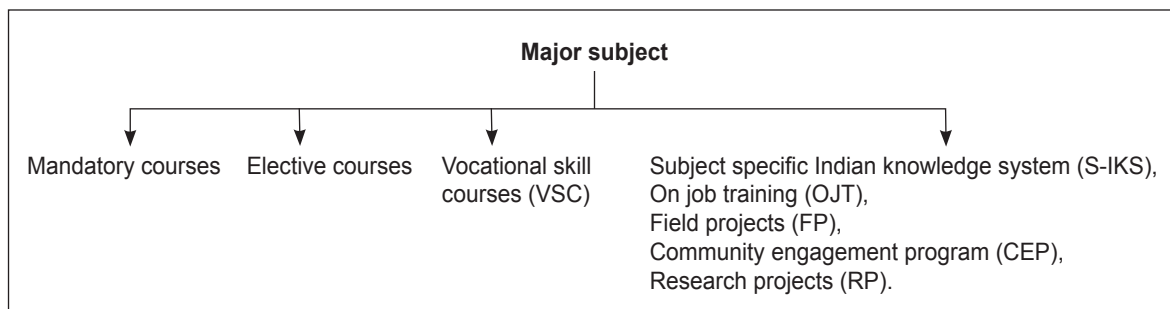 Major subject
Mandatory courses
Elective courses
Vocational skill
courses (VSC)
Subject specific Indian knowledge system (S-IKS),
On job training (OJT),
Field projects (FP),
Community engagement program (CEP),
Research projects (RP).